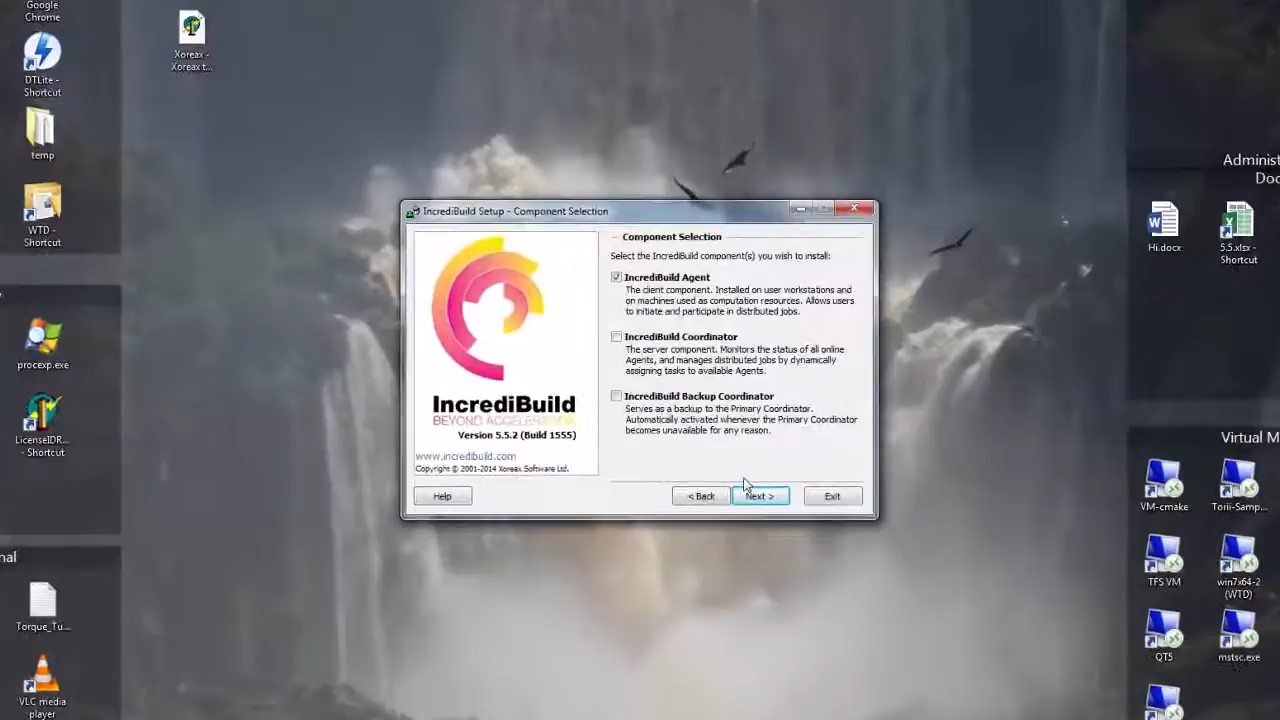 Google
Chrome
DTLite -
Shortcut
temp
WTD -
Shortcut
procexp.exe
LicenseIDR...
- Shortcut
nal
Torque_Tu...
VLC media
player
Xoreax -
Xoreax t...
IncrediBuild Setup - Component Selection
IncrediBuild
BEYOND ACCELERATION
Version 5.5.2 (Build 1555)
www.incredibuild.com
Copyright © 2001-2014 Xoreax Software Ltd.
Component Selection
Select the IncrediBuild component(s) you wish to install:
IncrediBuild Agent
The client component. Installed on user workstations and
on machines used as computation resources. Allows users
to initiate and participate in distributed jobs.
IncrediBuild Coordinator
The server component. Monitors the status of all online
Agents, and manages distributed jobs by dynamically
assigning tasks to available Agents.
IncrediBuild Backup Coordinator
Serves as a backup to the Primary Coordinator.
Automatically activated whenever the Primary Coordinator
becomes unavailable for any reason.
Help
< Back
Next >
Exit
Administ
Doc
Hi.docx
5.5.xlsx -
Shortcut
Virtual M
VM-cmake
Torii-Samp...
TFS VM
win7x64-2
(WTD)
QT5
mstsc.exe